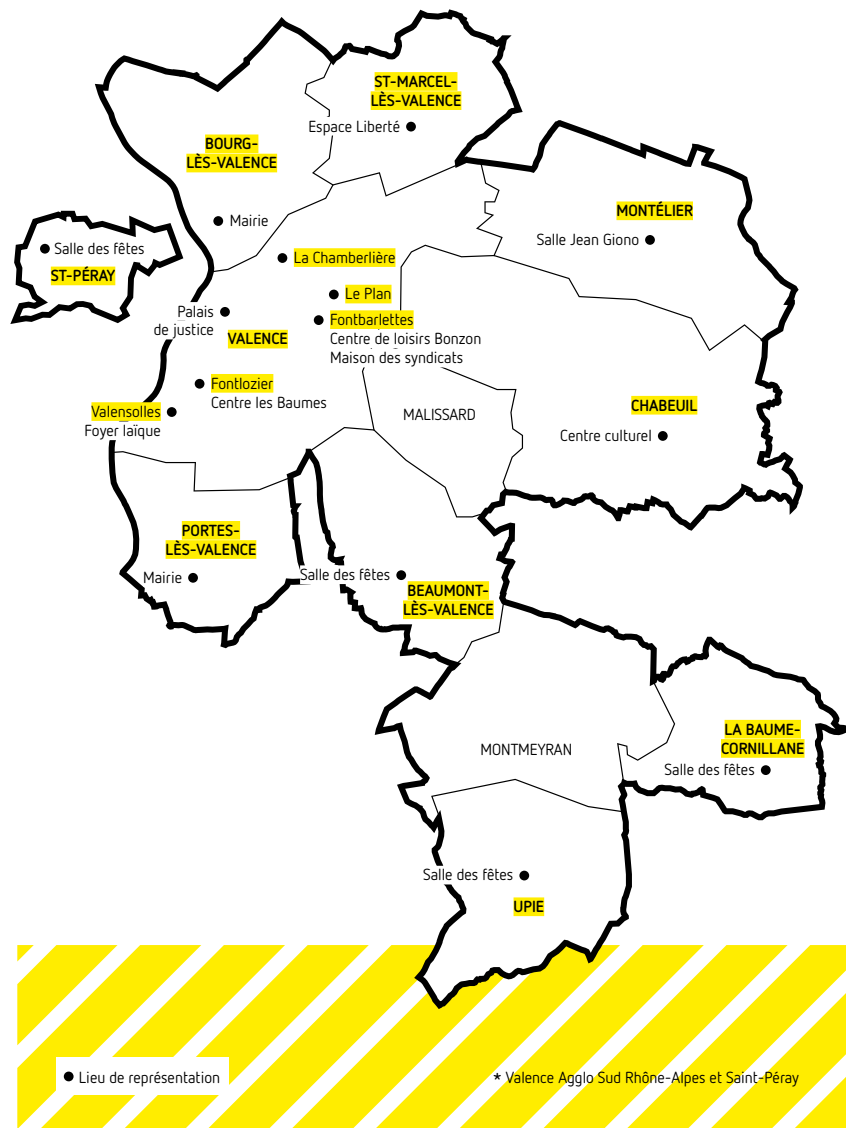 ST-MARCEL-
LÈS-VALENCE
Espace Liberté
BOURG-
LÈS-VALENCE
Mairie
MONTÉLIER
Salle Jean Giono
Salle des fêtes
ST-PÉRAY
La Chamberlière
Le Plan
Palais
de justice
VALENCE
Fontbarlettes
Centre de loisirs Bonzon
Maison des syndicats
Fontlozier
Centre les Baumes
Valensolles
Foyer laïque
MALISSARD
CHABEUIL
Centre culturel
PORTES-
LÈS-VALENCE
Mairie
Salle des fêtes
BEAUMONT-
LÈS-VALENCE
MONTMEYRAN
LA BAUME-
CORNILLANE
Salle des fêtes
Salle des fêtes
UPIE
Lieu de représentation
* Valence Agglo Sud Rhône-Alpes et Saint-Péray